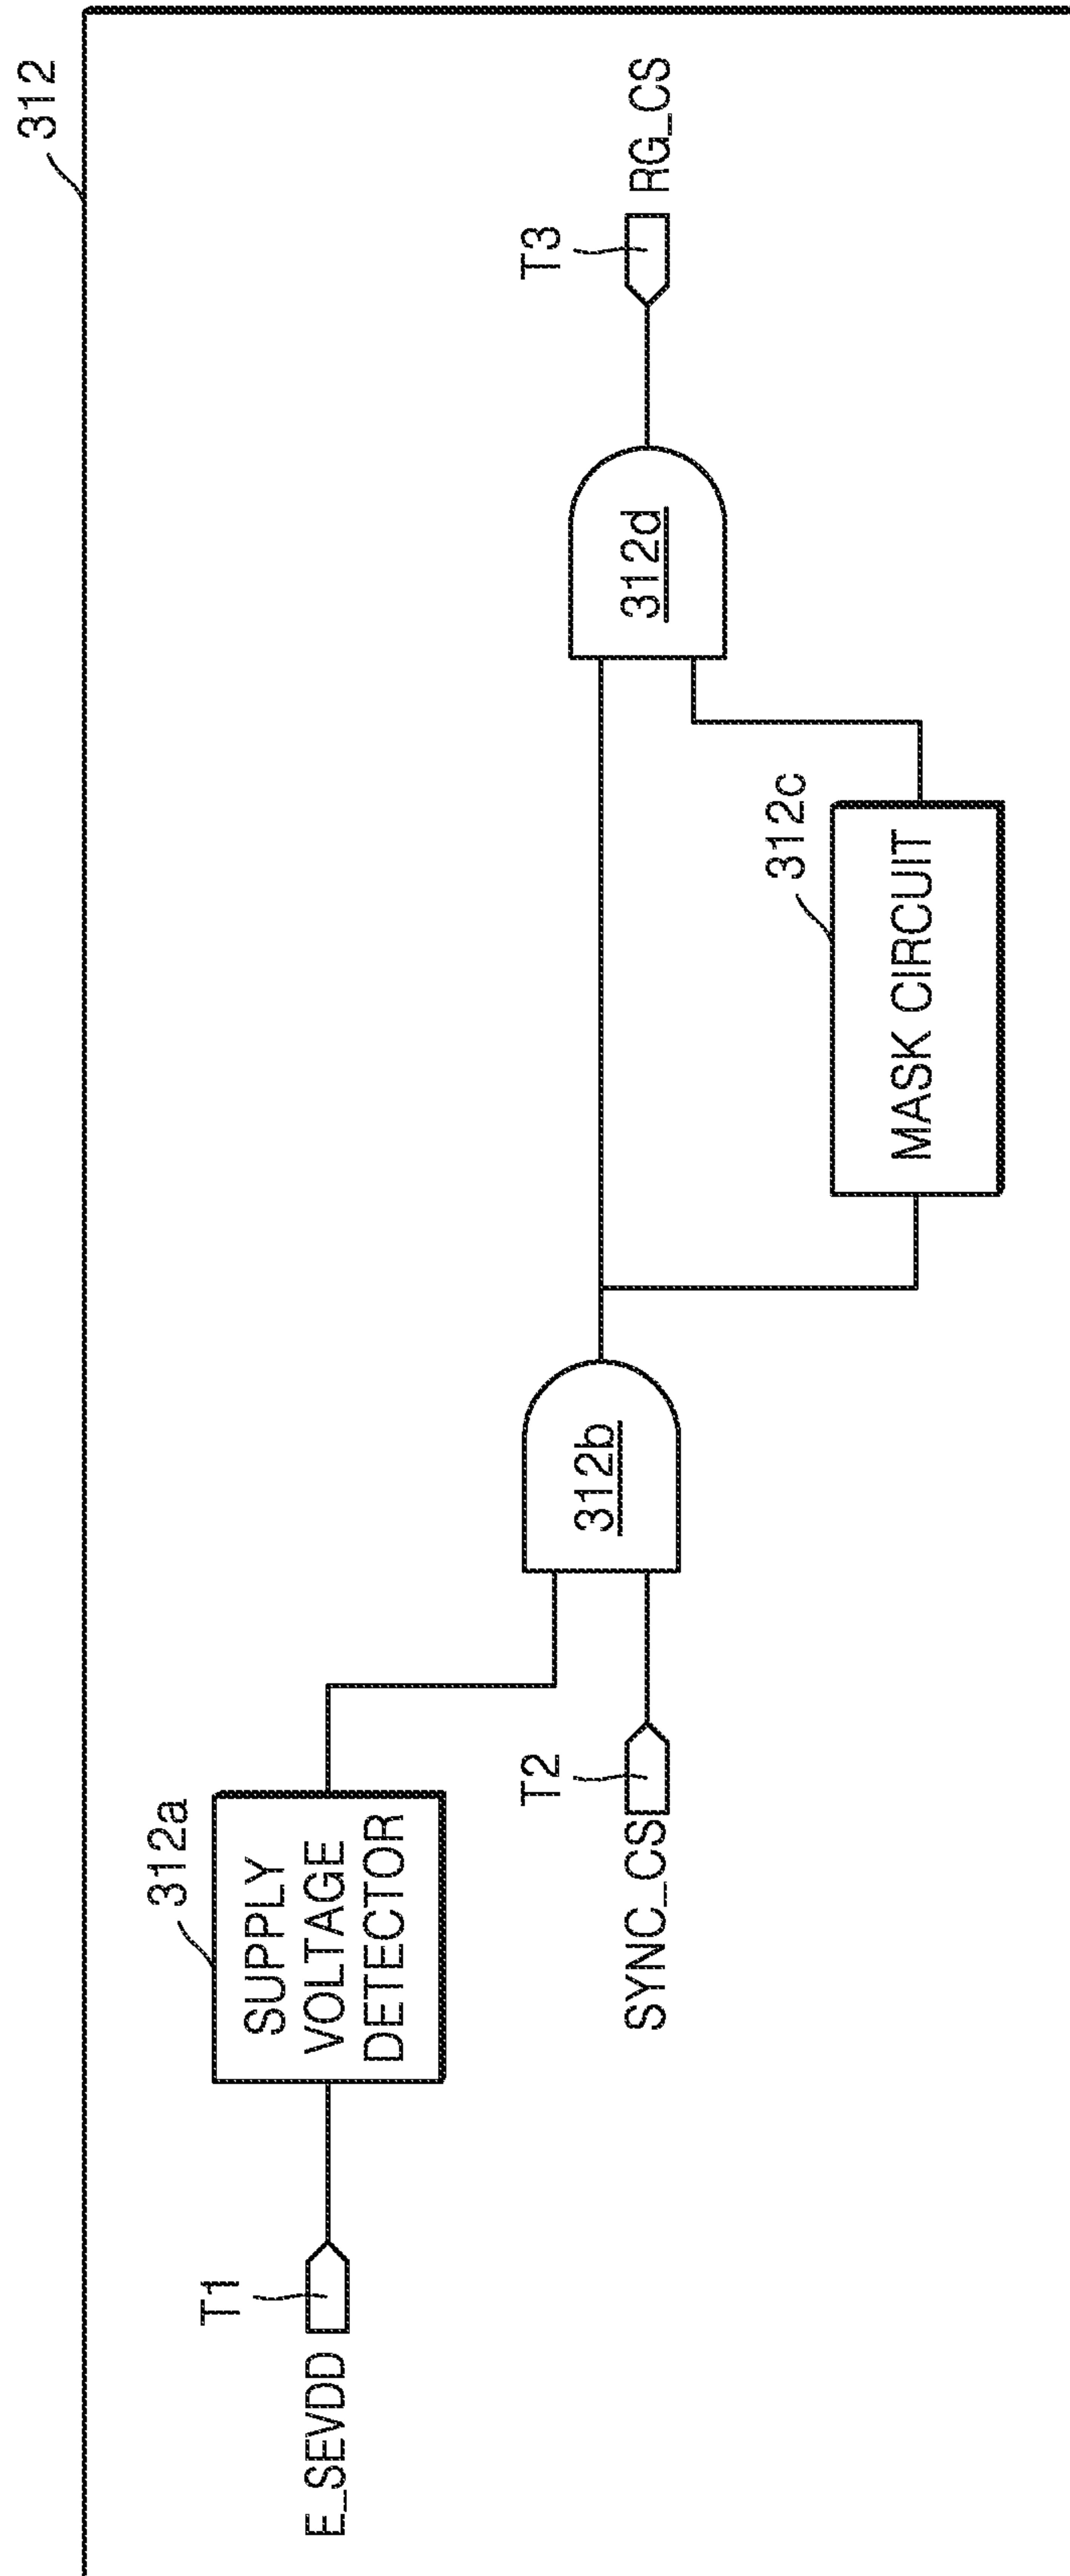 312
E_SEVDD
T1
312a
SUPPLY
VOLTAGE
DETECTOR
SYNC_CS
T2
312b
312c
MASK CIRCUIT
312d
T3
RG_CS